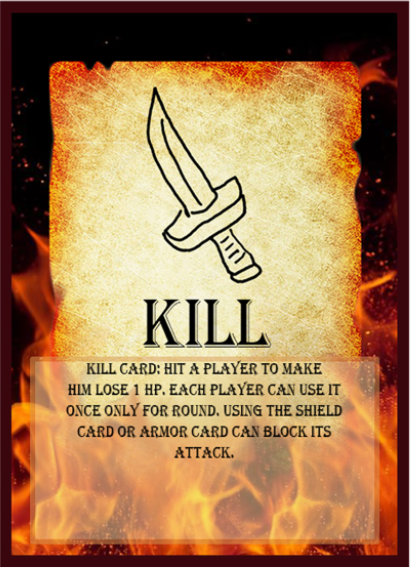 KILL
KILL CARD: HIT A PLAYER TO MAKE
HIM LOSE 1 HP. EACH PLAYER CAN USE IT
ONCE ONLY FOR ROUND. USING THE SHIELD
CARD OR ARMOR CARD CAN BLOCK ITS
ATTACK.